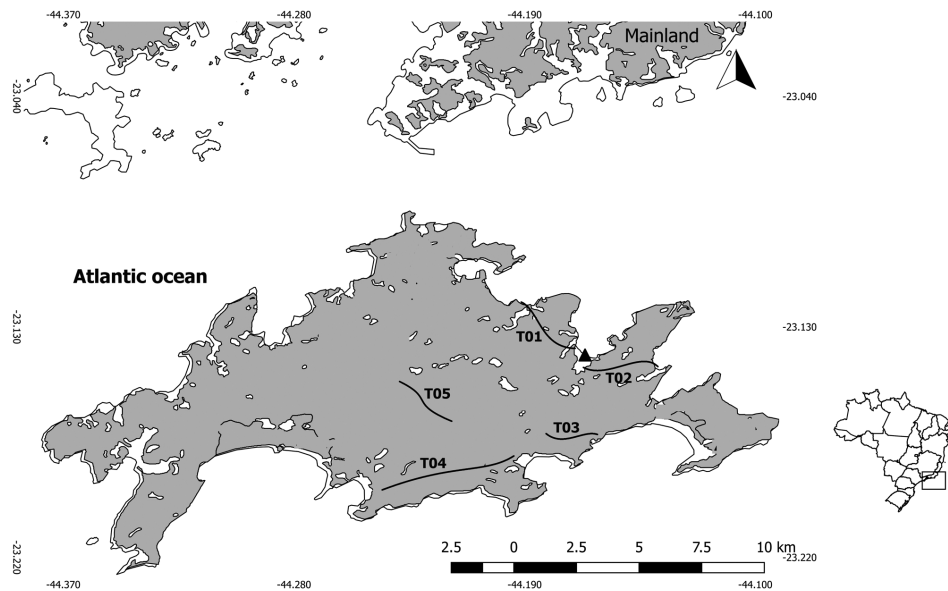 -44.370 -44.280 -44.190 -44.100
Mainland
-23.040 -23.040
Atlantic ocean
-23.130 -23.130
T01
T02
T05
T03
T04
2.5 0 2.5 5 7.5 10 km
-23.220 -23.220
-44.370 -44.280 -44.190 -44.100